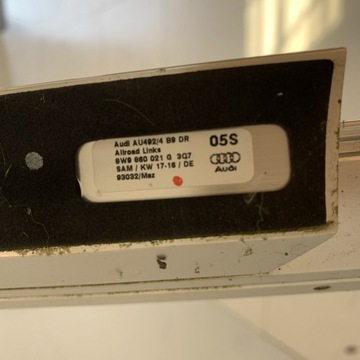 Audi AU492/4 B9 DR
05S
Allroad Links
8W9 860 021 G 3Q7
SAM / KW 17-16 / DE
93032/Maz
Audi